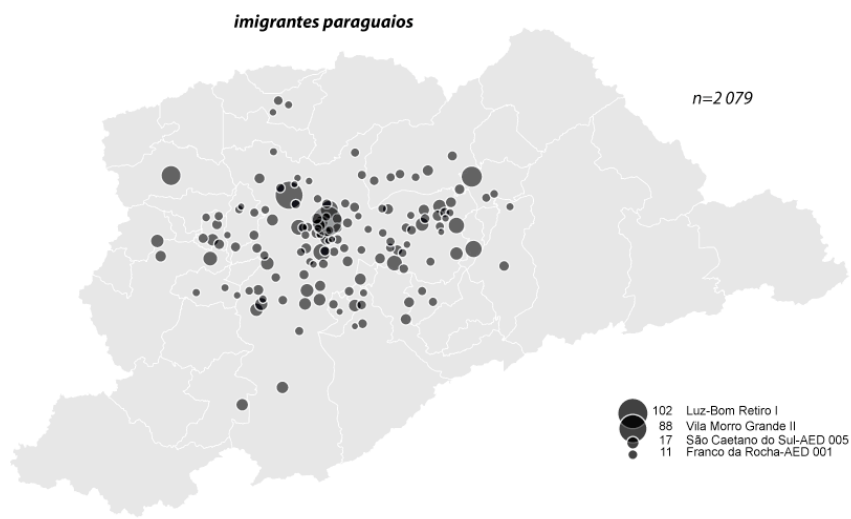 imigrantes paraguaios
n=2 079
102 Luz-Bom Retiro I
88 Vila Morro Grande II
17 São Caetano do Sul-AED 005
11 Franco da Rocha-AED 001